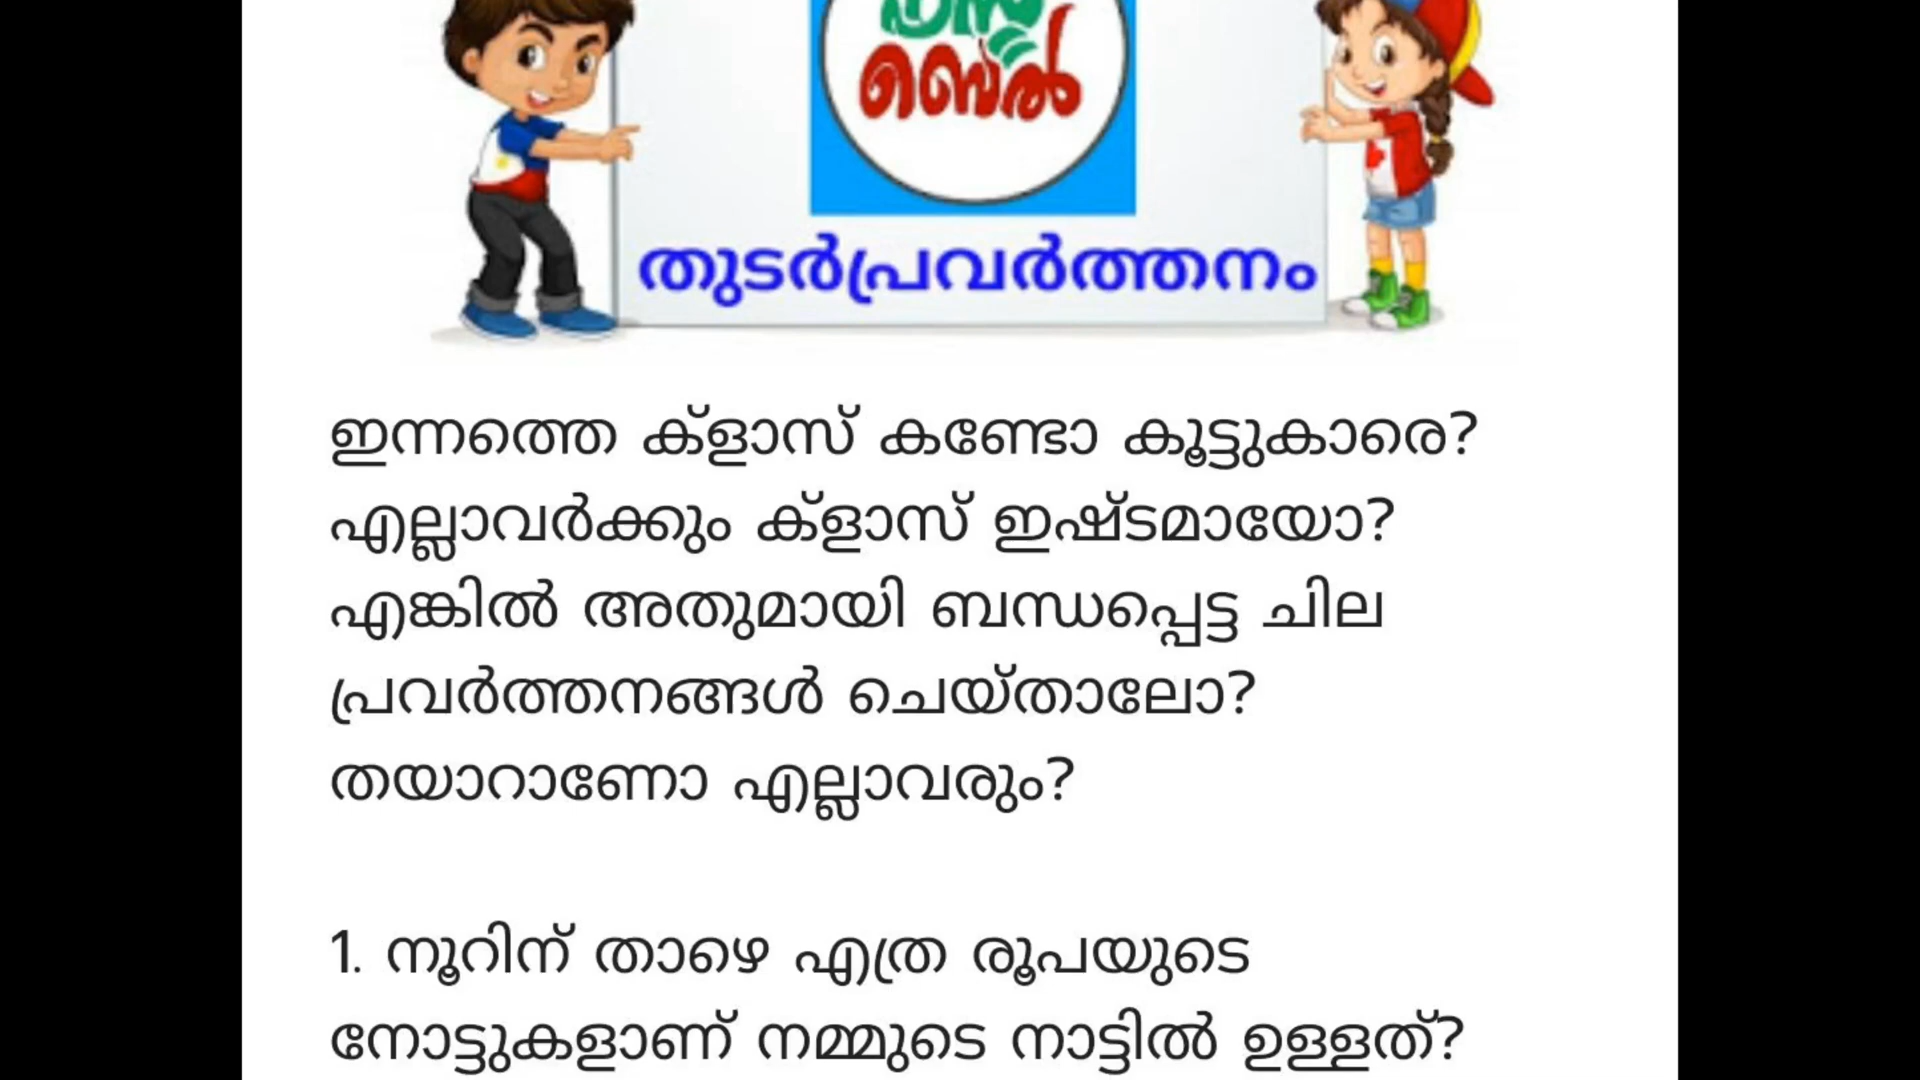 ബെൽ
തുടർപ്രവർത്തനം
ഇന്നത്തെ ക്ളാസ് കണ്ടോ കൂട്ടുകാരെ?
എല്ലാവർക്കും ക്ളാസ് ഇഷ്ടമായോ?
എങ്കിൽ അതുമായി ബന്ധപ്പെട്ട ചില
പ്രവർത്തനങ്ങൾ ചെയ്താലോ?
തയാറാണോ എല്ലാവരും?
1. നൂറിന് താഴെ എത്ര രൂപയുടെ
നോട്ടുകളാണ് നമ്മുടെ നാട്ടിൽ ഉള്ളത്?